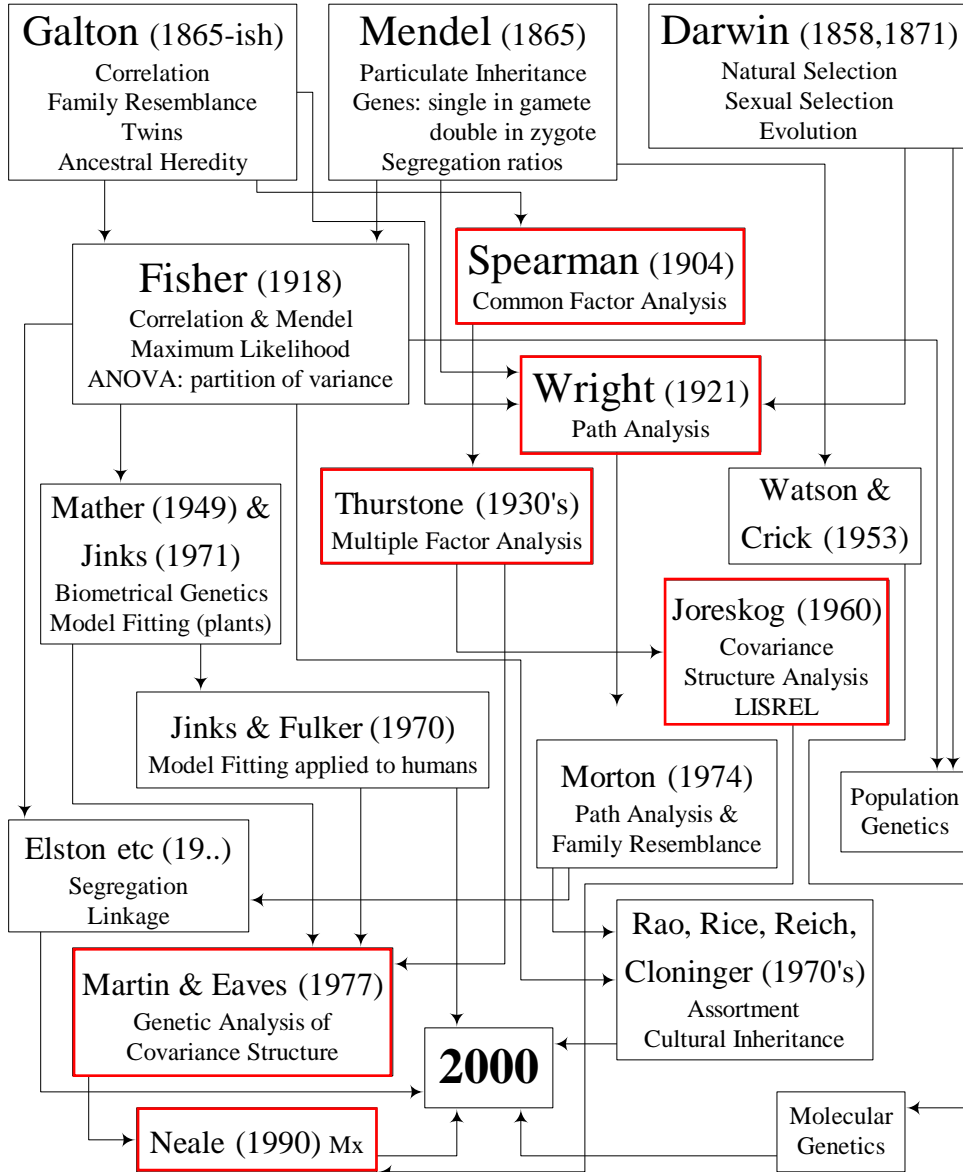 Galton (1865-ish)
Correlation
Family Resemblance
Twins
Ancestral Heredity
Mendel (1865)
Particulate Inheritance
Genes: single in gamete
double in zygote
Segregation ratios
Darwin (1858,1871)
Natural Selection
Sexual Selection
Evolution
Fisher (1918)
Correlation & Mendel
Maximum Likelihood
ANOVA: partition of variance
Spearman (1904)
Common Factor Analysis
Wright (1921)
Path Analysis
Mather (1949) &
Jinks (1971)
Biometrical Genetics
Model Fitting (plants)
Thurstone (1930's)
Multiple Factor Analysis
Watson &
Crick (1953)
Joreskog (1960)
Covariance
Structure Analysis
LISREL
Jinks & Fulker (1970)
Model Fitting applied to humans
Morton (1974)
Path Analysis &
Family Resemblance
Population
Genetics
Elston etc (19..)
Segregation
Linkage
Rao, Rice, Reich,
Cloninger (1970's)
Assortment
Cultural Inheritance
Martin & Eaves (1977)
Genetic Analysis of
Covariance Structure
2000
Neale (1990) Mx
Molecular
Genetics